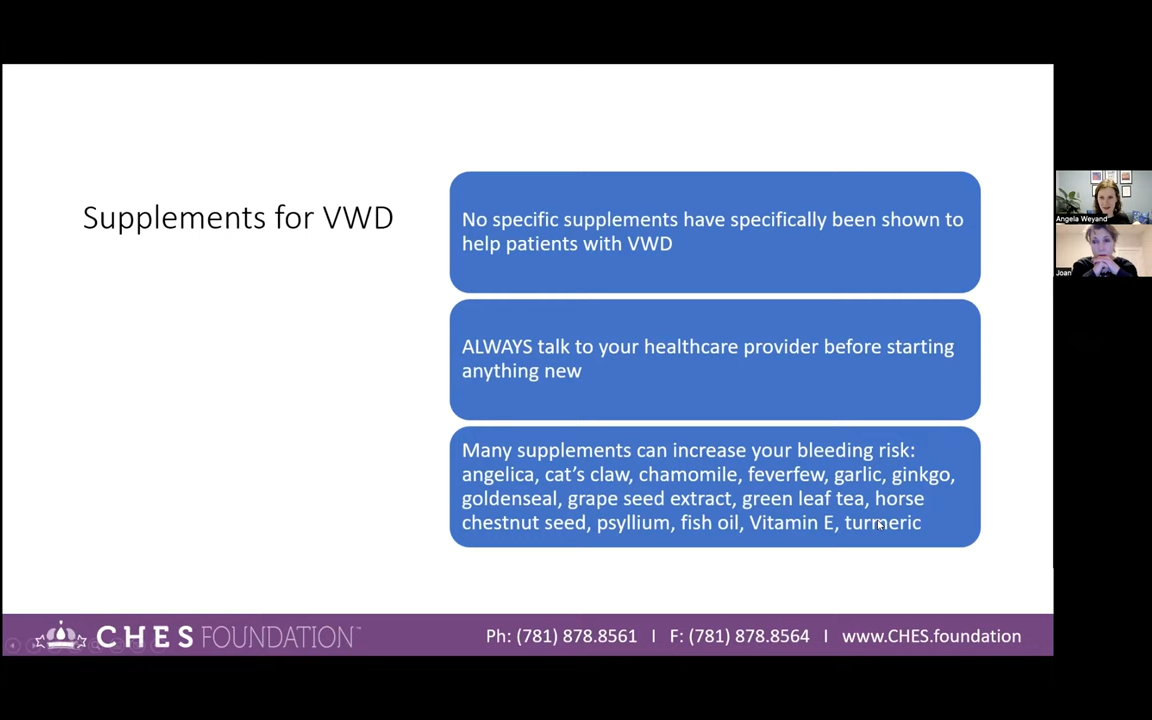 Supplements for VWD
No specific supplements have specifically been shown to
help patients with VWD
ALWAYS talk to your healthcare provider before starting
anything new
Many supplements can increase your bleeding risk:
angelica, cat's claw, chamomile, feverfew, garlic, ginkgo,
goldenseal, grape seed extract, green leaf tea, horse
chestnut seed, psyllium, fish oil, Vitamin E, turmeric
Angela Weyand
Joan
CHES FOUNDATION™
Ph: (781) 878.8561 | F: (781) 878.8564 | www.CHES.foundation